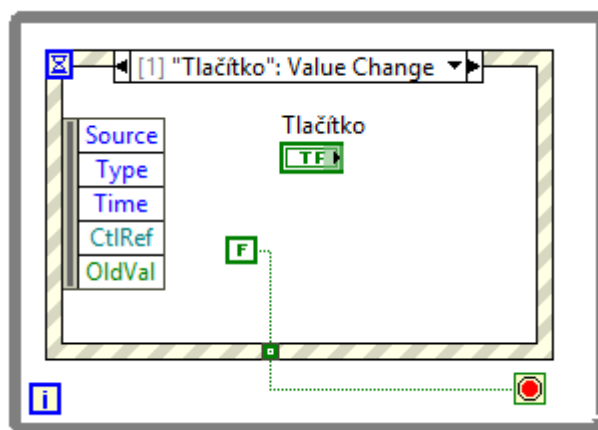 [1] "Tlačítko": Value Change
Source
Type
Time
CtlRef
OldVal
Tlačítko
TF
F
i